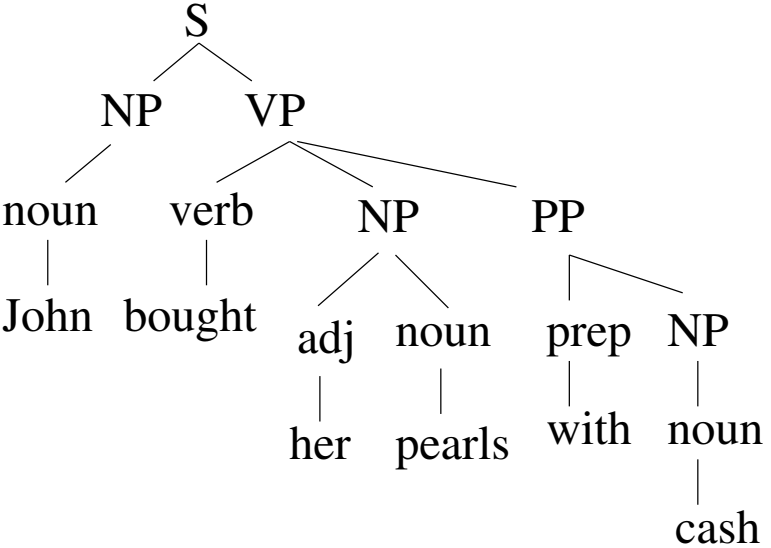 S
NP VP
noun verb NP PP
John bought adj noun prep NP
her pearls with noun
cash